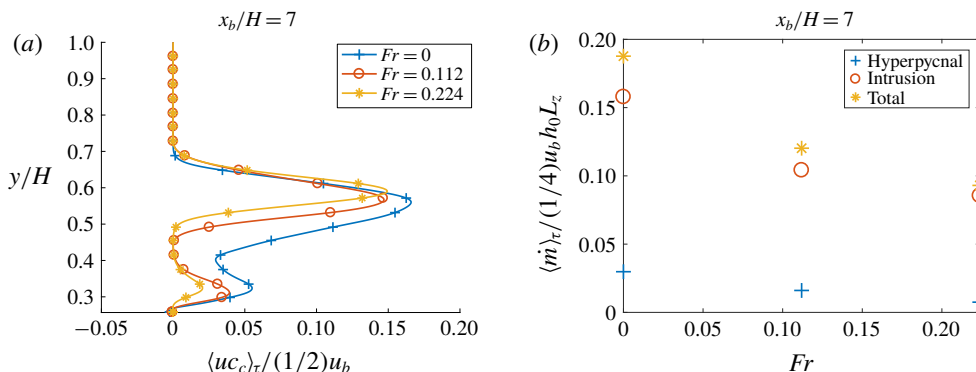 x_b/H = 7
(a)
1.0
0.9
0.8
0.7
0.6
0.5
0.4
0.3
y/H
Fr = 0
Fr = 0.112
Fr = 0.224
−0.05 0 0.05 0.10 0.15 0.20
⟨uc_c⟩_τ/(1/2)u_b
x_b/H = 7
(b)
0.20
0.15
0.10
0.05
0
⟨ṁ⟩_τ/(1/4)u_b h_0 L_z
Hyperpycnal
Intrusion
Total
0 0.05 0.10 0.15 0.20
Fr